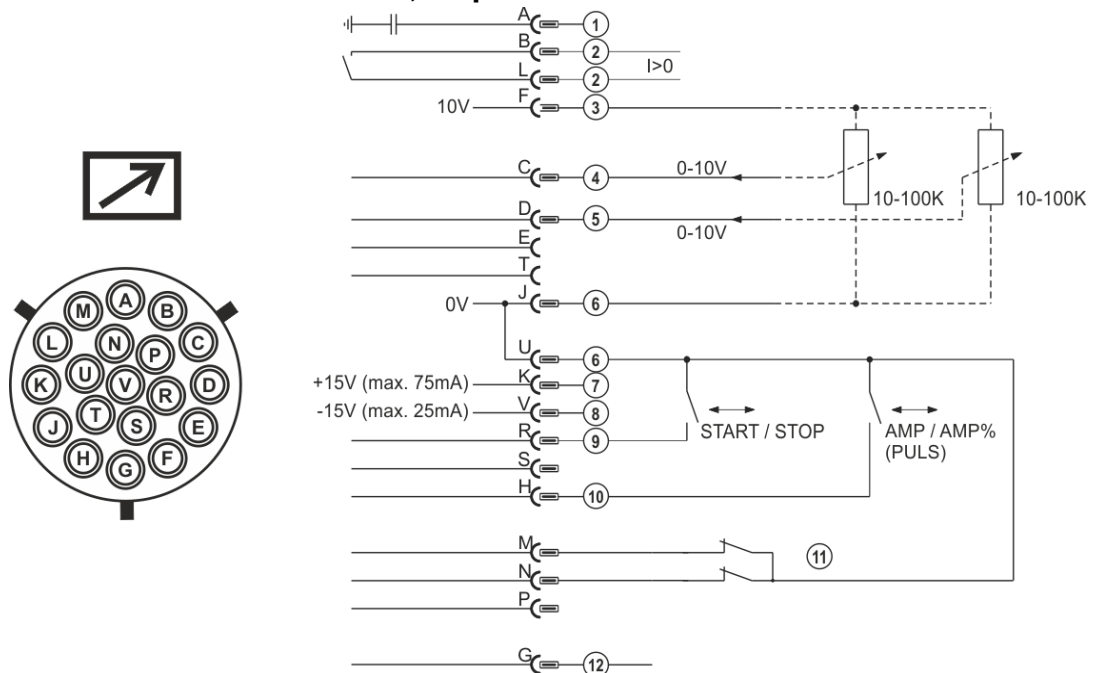 A 1
B 2
I>0
L 2
10V F 3
C 4 0-10V
10-100K 10-100K
D 5
0-10V
E
T
0V J 6
U 6
+15V (max. 75mA) K 7
-15V (max. 25mA) V 8
START / STOP AMP / AMP%
(PULS)
R 9
S
H 10
M 11
N
P
G 12
A
M B
L N P C
K U V R D
J T S E
H F
G